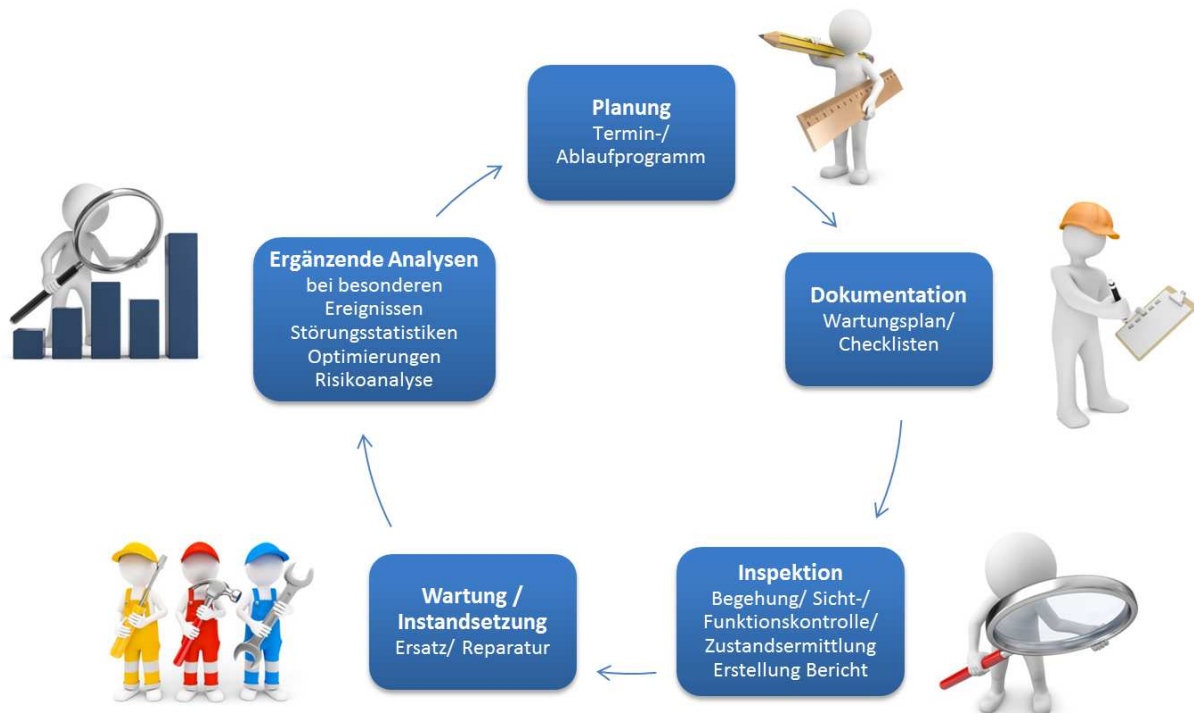 Planung
Termin-/
Ablaufprogramm
Dokumentation
Wartungsplan/
Checklisten
Inspektion
Begehung/ Sicht-/
Funktionskontrolle/
Zustandsermittlung
Erstellung Bericht
Wartung /
Instandsetzung
Ersatz/ Reparatur
Ergänzende Analysen
bei besonderen
Ereignissen
Störungsstatistiken
Optimierungen
Risikoanalyse